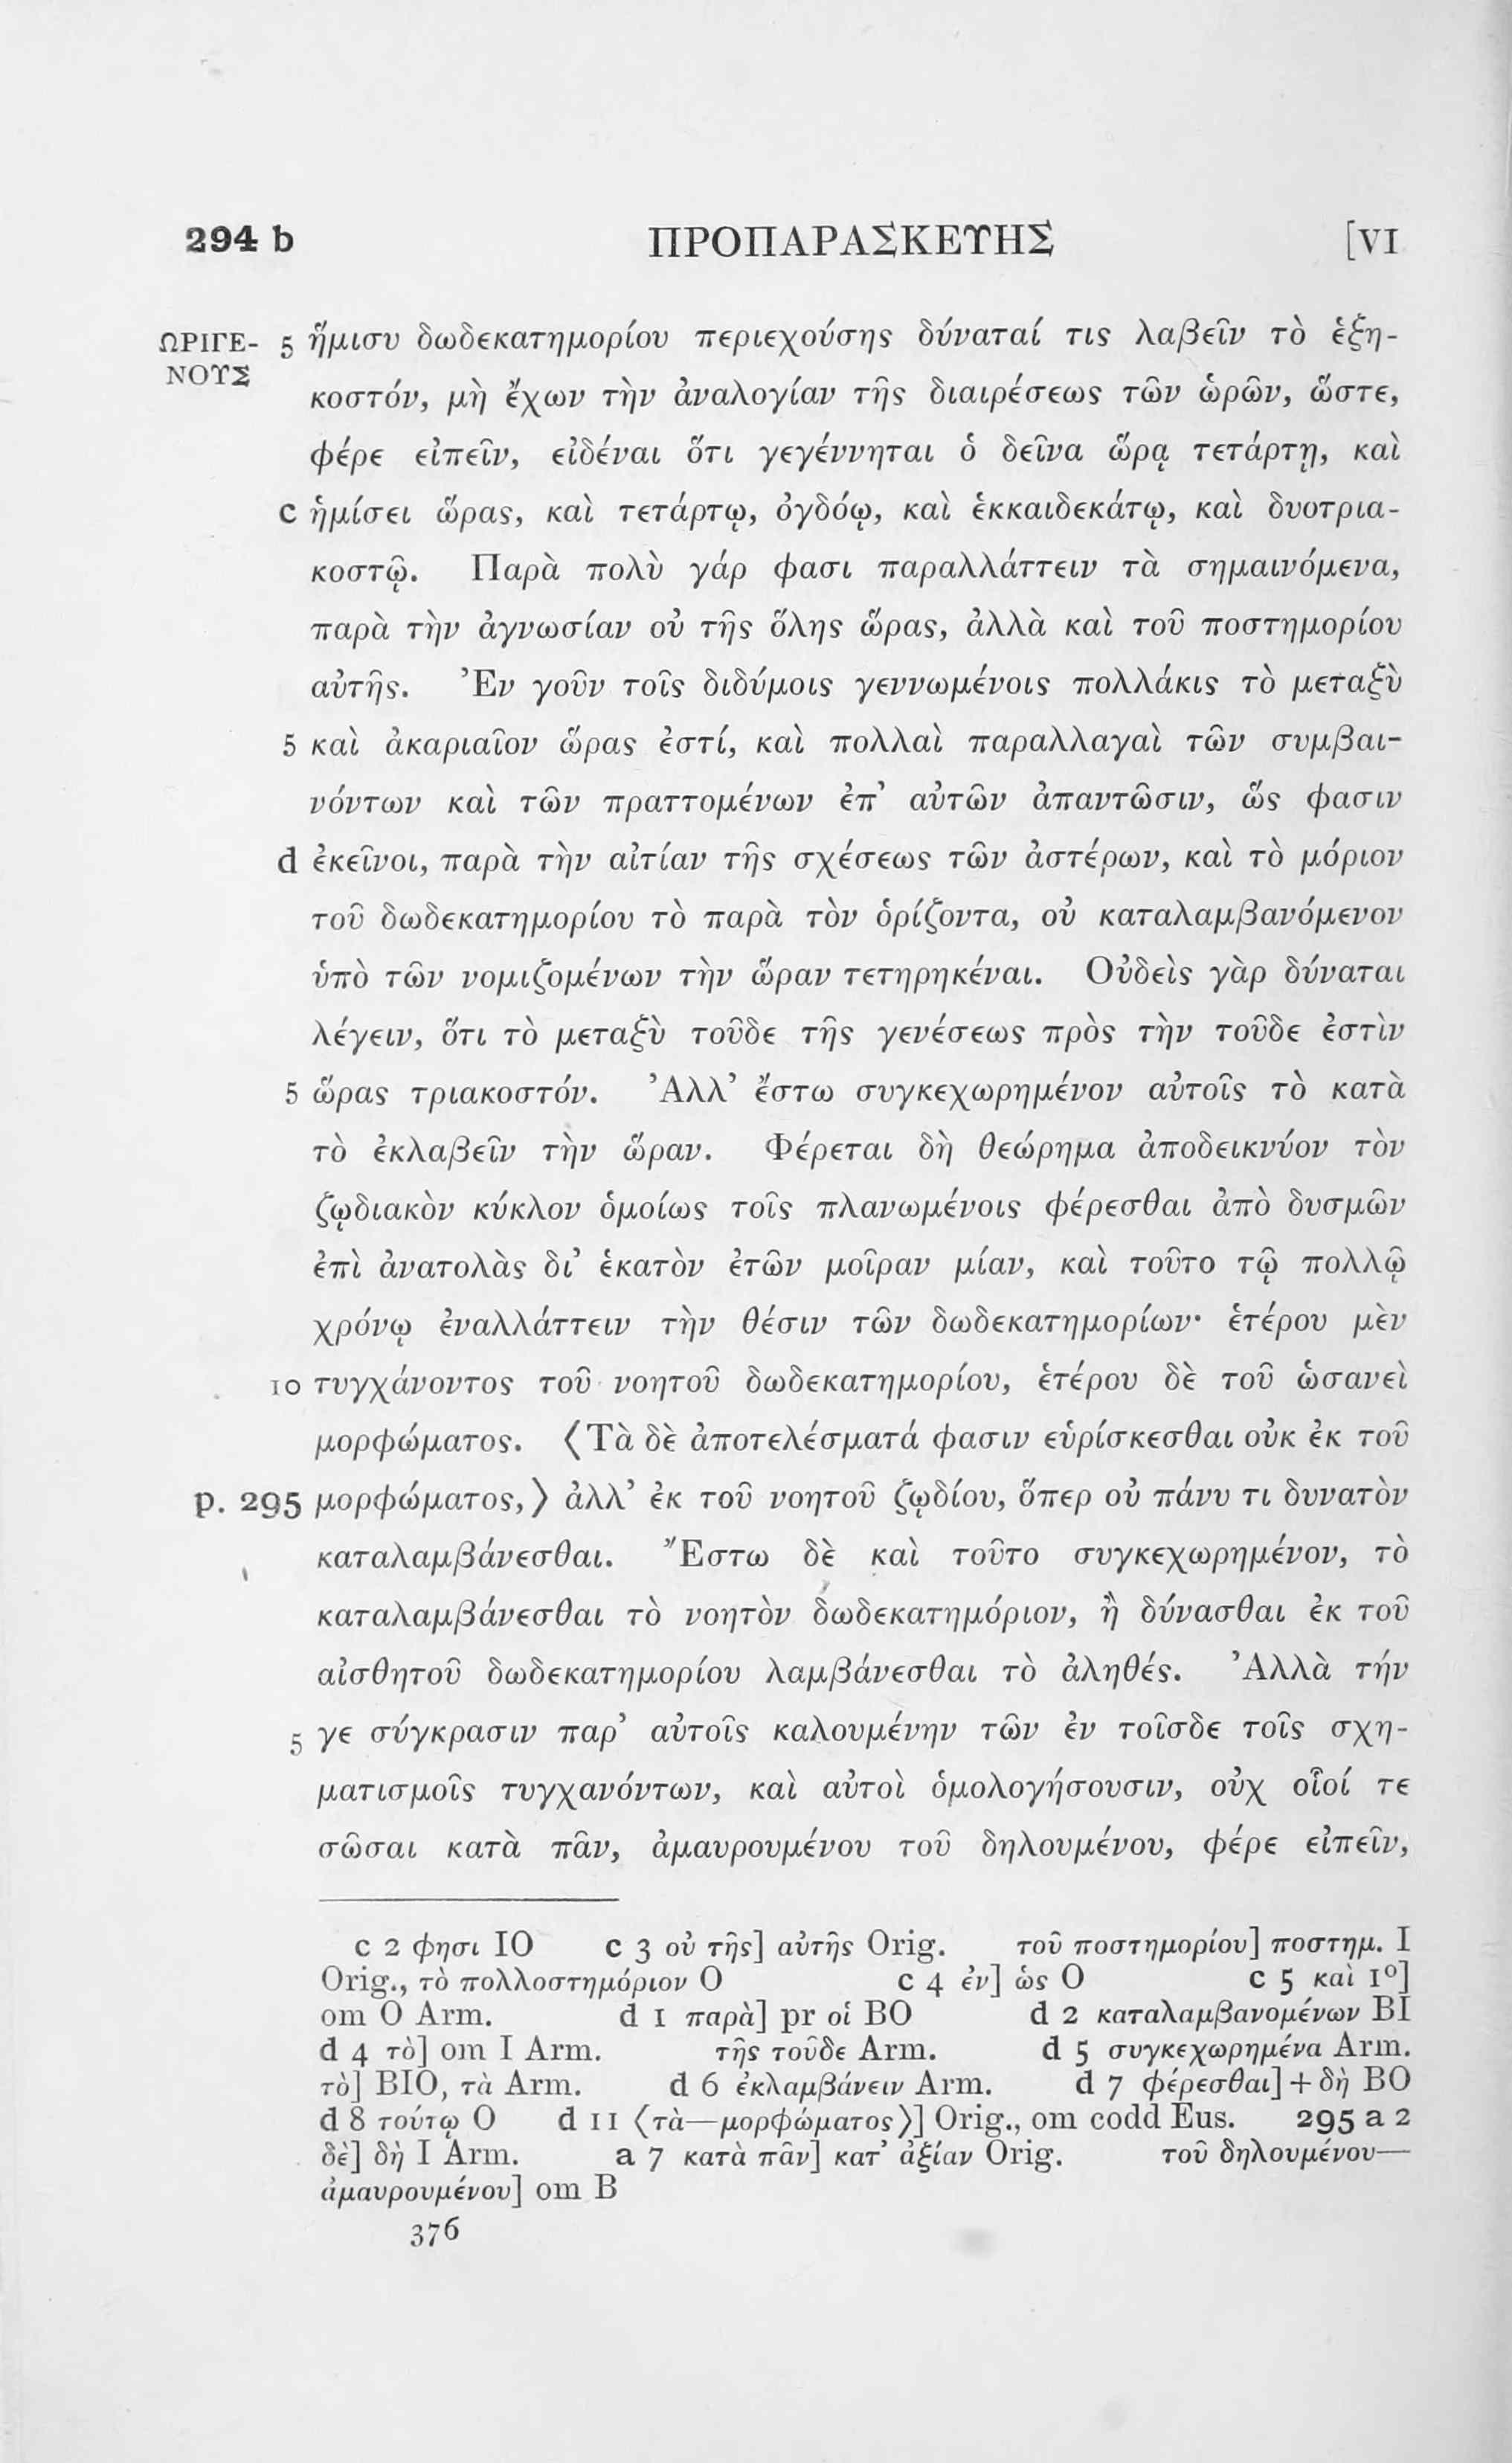 294 b ΠΡΟΠΑΡΑΣΚΕΥΗΣ [VI
ΩΡΙΓΕ- 5 ἥμισυ δωδεκατημορίου περιεχούσης δύναταί τις λαβεῖν τὸ ἑξη-
ΝΟΥΣ κοστόν, μὴ ἔχων τὴν ἀναλογίαν τῆς διαιρέσεως τῶν ὡρῶν, ὥστε,
φέρε εἰπεῖν, εἰδέναι ὅτι γεγέννηται ὁ δεῖνα ὥρᾳ τετάρτῃ, καὶ
c ἡμίσει ὥρας, καὶ τετάρτῳ, ὀγδόῳ, καὶ ἑκκαιδεκάτῳ, καὶ δυοτρια-
κοστῷ. Παρὰ πολὺ γάρ φασι παραλλάττειν τὰ σημαινόμενα,
παρὰ τὴν ἀγνωσίαν οὐ τῆς ὅλης ὥρας, ἀλλὰ καὶ τοῦ ποστημορίου
αὐτῆς. Ἐν γοῦν τοῖς διδύμοις γεννωμένοις πολλάκις τὸ μεταξὺ
5 καὶ ἀκαριαῖον ὥρας ἐστί, καὶ πολλαὶ παραλλαγαὶ τῶν συμβαι-
νόντων καὶ τῶν πραττομένων ἐπ’ αὐτῶν ἀπαντῶσιν, ὥς φασιν
d ἐκεῖνοι, παρὰ τὴν αἰτίαν τῆς σχέσεως τῶν ἀστέρων, καὶ τὸ μόριον
τοῦ δωδεκατημορίου τὸ παρὰ τὸν ὁρίζοντα, οὐ καταλαμβανόμενον
ὑπὸ τῶν νομιζομένων τὴν ὥραν τετηρηκέναι. Οὐδεὶς γὰρ δύναται
λέγειν, ὅτι τὸ μεταξὺ τοῦδε τῆς γενέσεως πρὸς τὴν τοῦδε ἐστὶν
5 ὥρας τριακοστόν. Ἀλλ’ ἔστω συγκεχωρημένον αὐτοῖς τὸ κατὰ
τὸ ἐκλαβεῖν τὴν ὥραν. Φέρεται δὴ θεώρημα ἀποδεικνύον τὸν
ζῳδιακὸν κύκλον ὁμοίως τοῖς πλανωμένοις φέρεσθαι ἀπὸ δυσμῶν
ἐπὶ ἀνατολὰς δι’ ἑκατὸν ἐτῶν μοῖραν μίαν, καὶ τοῦτο τῷ πολλῷ
χρόνῳ ἐναλλάττειν τὴν θέσιν τῶν δωδεκατημορίων· ἑτέρου μὲν
10 τυγχάνοντος τοῦ νοητοῦ δωδεκατημορίου, ἑτέρου δὲ τοῦ ὡσανεὶ
μορφώματος. ⟨Τὰ δὲ ἀποτελέσματά φασιν εὑρίσκεσθαι οὐκ ἐκ τοῦ
p. 295 μορφώματος,⟩ ἀλλ’ ἐκ τοῦ νοητοῦ ζῳδίου, ὅπερ οὐ πάνυ τι δυνατὸν
καταλαμβάνεσθαι. Ἔστω δὲ καὶ τοῦτο συγκεχωρημένον, τὸ
καταλαμβάνεσθαι τὸ νοητὸν δωδεκατημόριον, ἢ δύνασθαι ἐκ τοῦ
αἰσθητοῦ δωδεκατημορίου λαμβάνεσθαι τὸ ἀληθές. Ἀλλὰ τήν
5 γε σύγκρασιν παρ’ αὐτοῖς καλουμένην τῶν ἐν τοῖσδε τοῖς σχη-
ματισμοῖς τυγχανόντων, καὶ αὐτοὶ ὁμολογήσουσιν, οὐχ οἷοί τε
σῶσαι κατὰ πᾶν, ἀμαυρουμένου τοῦ δηλουμένου, φέρε εἰπεῖν,
c 2 φησι IO c 3 οὐ τῆς] αὐτῆς Orig. τοῦ ποστημορίου] ποστημ. I
Orig., τὸ πολλοστημόριον O c 4 ἐν] ὡς O c 5 καὶ 1⁰]
om O Arm. d 1 παρὰ] pr οἱ BO d 2 καταλαμβανομένων BI
d 4 τὸ] om I Arm. τῆς τοῦδε Arm. d 5 συγκεχωρημένα Arm.
τὸ] BIO, τὰ Arm. d 6 ἐκλαμβάνειν Arm. d 7 φέρεσθαι] + δὴ BO
d 8 τούτῳ O d 11 ⟨τὰ—μορφώματος⟩] Orig., om codd Eus. 295 a 2
δὲ] δὴ I Arm. a 7 κατὰ πᾶν] κατ’ ἀξίαν Orig. τοῦ δηλουμένου—
ἀμαυρουμένου] om B
376